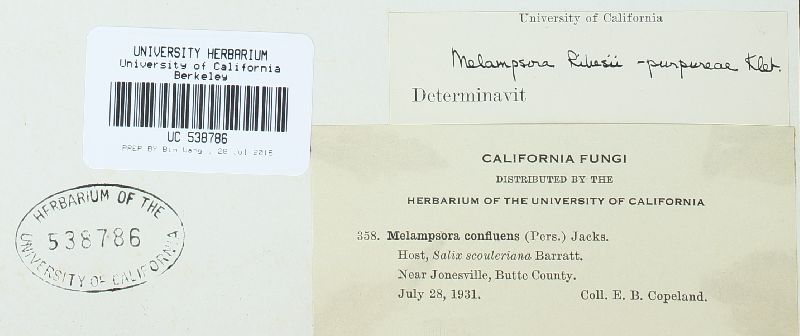 UNIVERSITY HERBARIUM
University of California
Berkeley
UC 538786
PREP BY Bin Wang, 28 Jul 2015
HERBARIUM OF THE
538786
UNIVERSITY OF CALIFORNIA
University of California
Melampsora Ribesii-purpureae Kleb.
Determinavit
CALIFORNIA FUNGI
DISTRIBUTED BY THE
HERBARIUM OF THE UNIVERSITY OF CALIFORNIA
358. Melampsora confluens (Pers.) Jacks.
Host, Salix scouleriana Barratt.
Near Jonesville, Butte County.
July 28, 1931. Coll. E. B. Copeland.